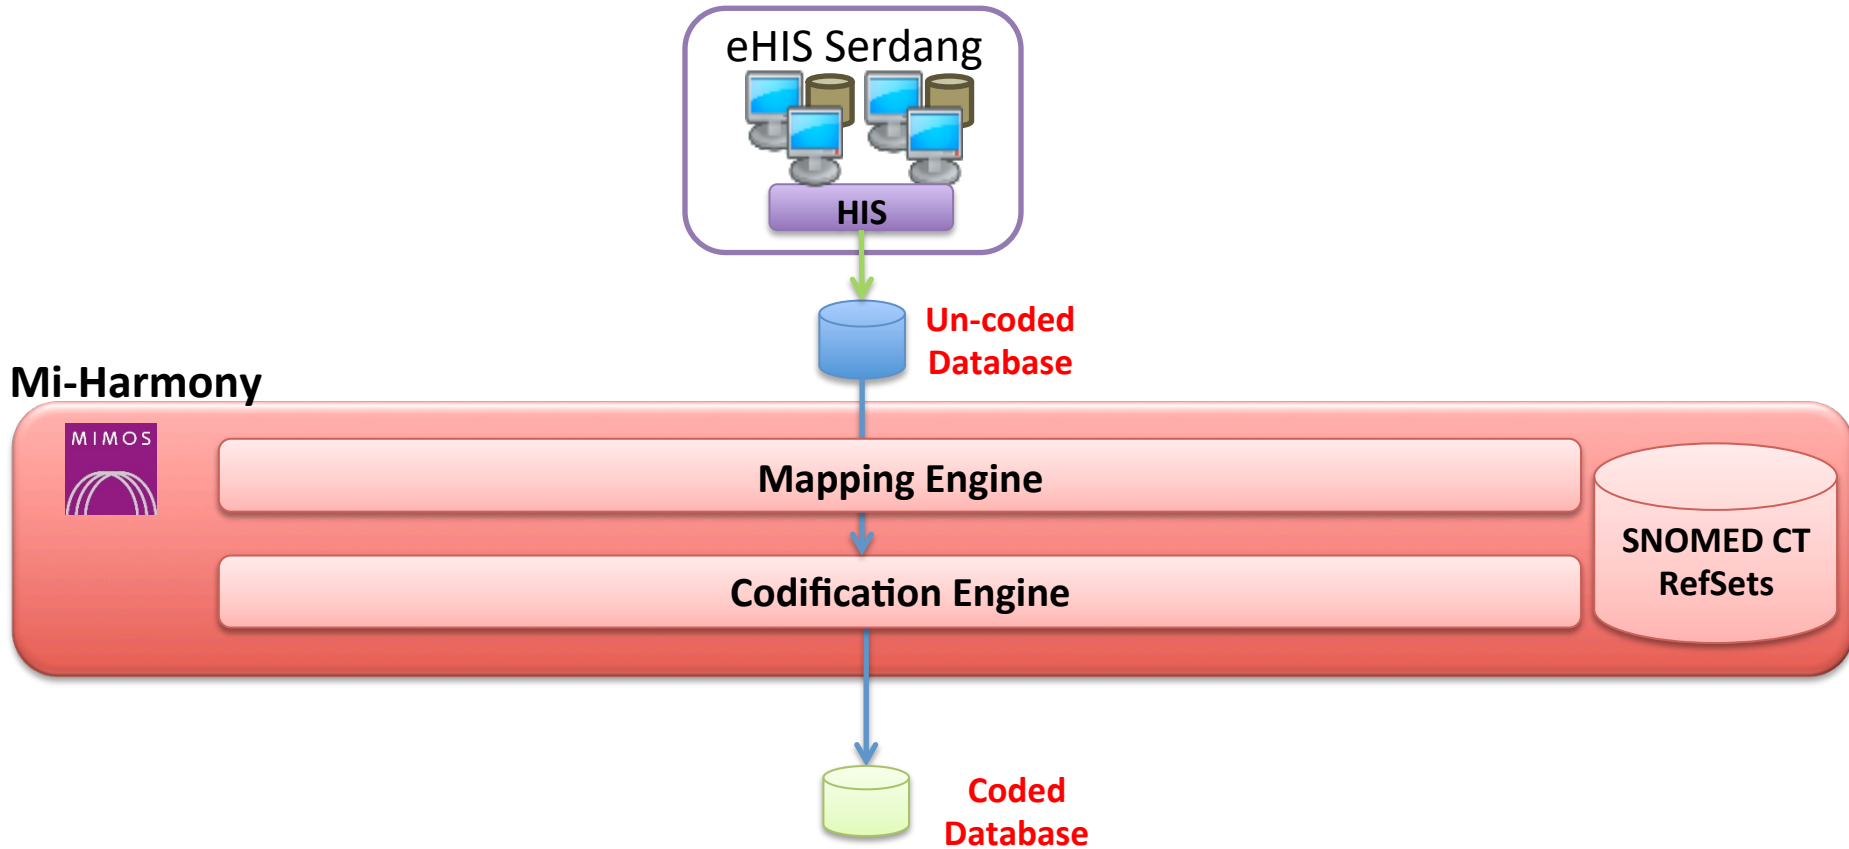 eHIS Serdang
HIS
Un-coded
Database
Mi-Harmony
MIMOS
Mapping Engine
SNOMED CT
RefSets
Codification Engine
Coded
Database